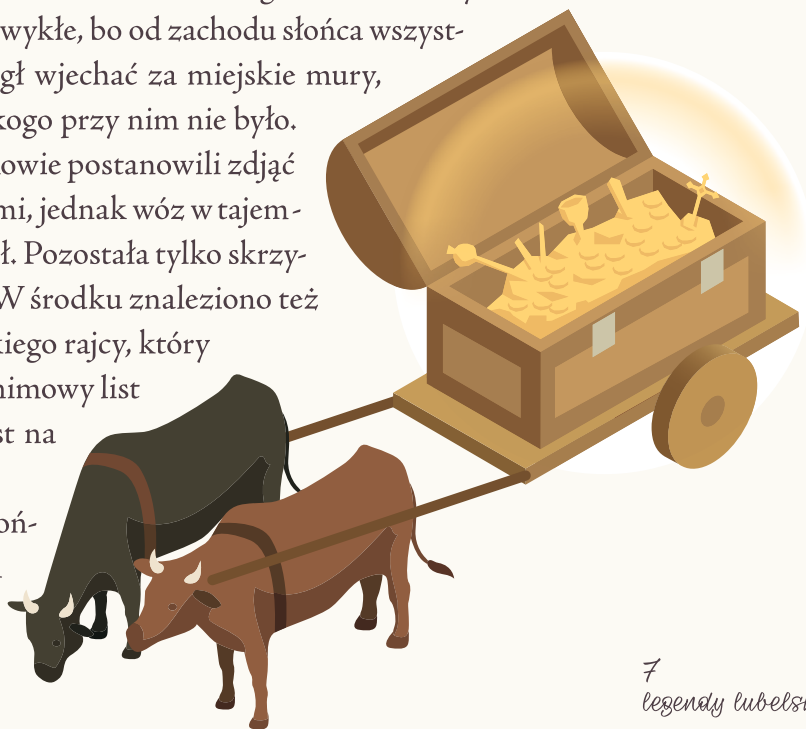 wykłe, bo od zachodu słońca wszyst-
gł wjechać za miejskie mury,
kogo przy nim nie było.
owie postanowili zdjąć
mi, jednak wóz w tajem-
ł. Pozostała tylko skrzy-
W środku znaleziono też
kiego rajcy, który
nimowy list
st na
oń-
7
legendy lubels